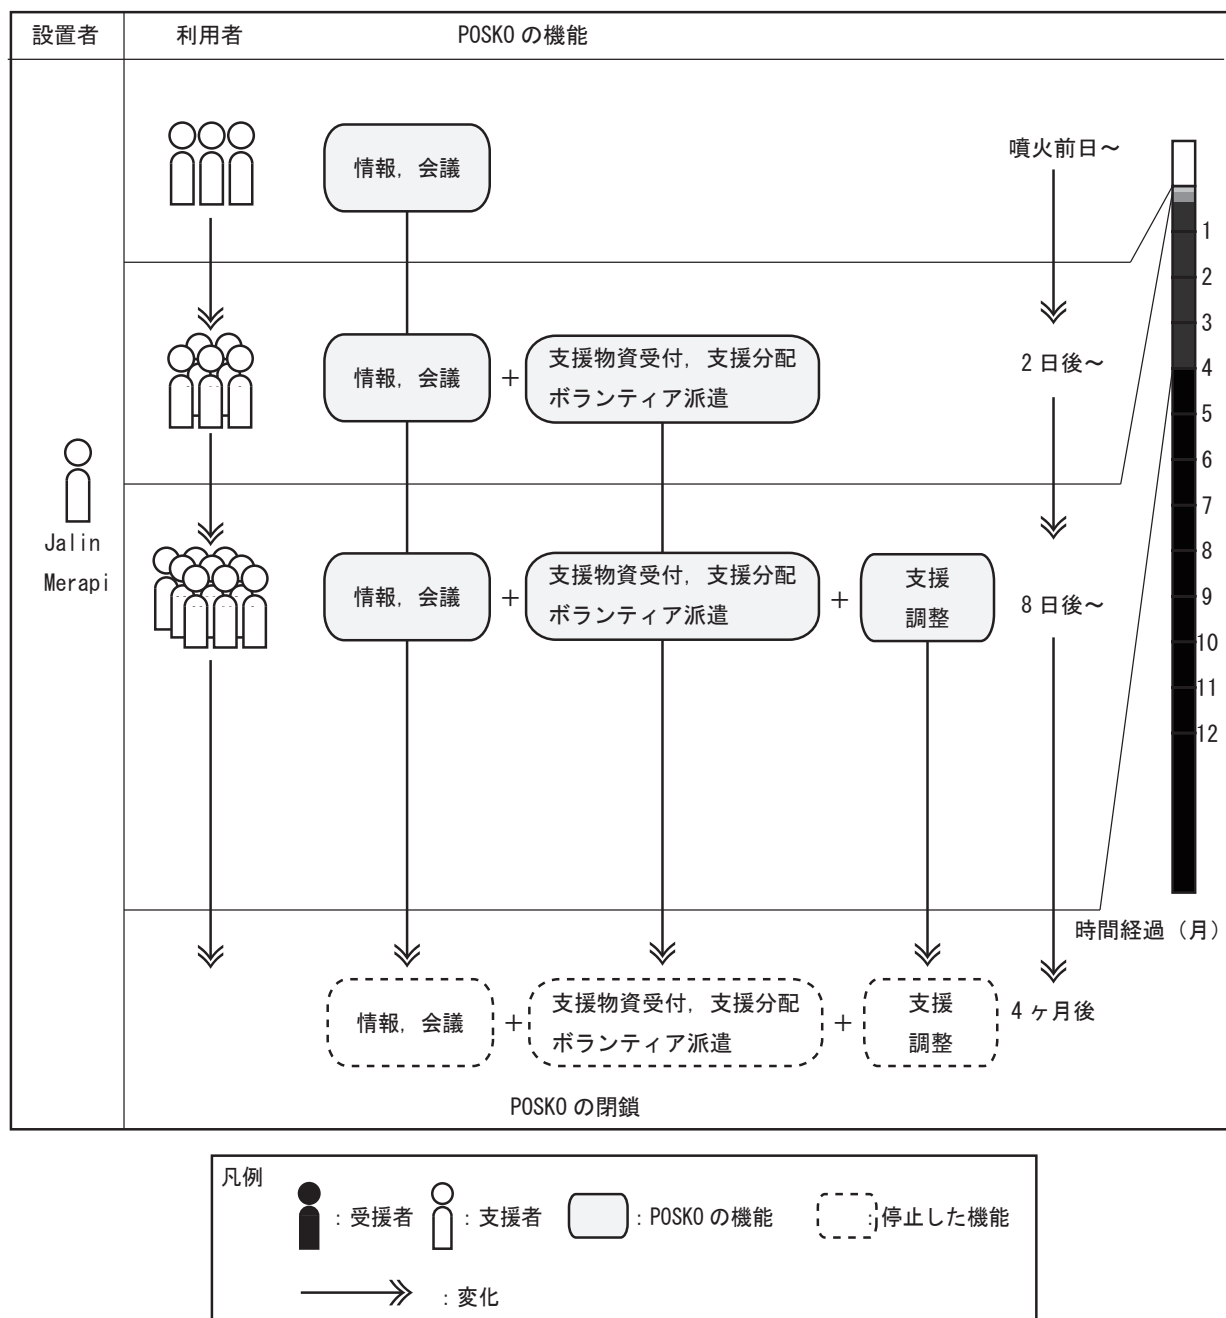 設置者 利用者 POSKO の機能
情報，会議
噴火前日～
情報，会議 + 支援物資受付，支援分配
ボランティア派遣
2 日後～
Jalin
Merapi
情報，会議 + 支援物資受付，支援分配
ボランティア派遣
+ 支援
調整
8 日後～
1
2
3
4
5
6
7
8
9
10
11
12
時間経過（月）
情報，会議 + 支援物資受付，支援分配
ボランティア派遣
+ 支援
調整
4 ヶ月後
POSKO の閉鎖
凡例
：受援者 ：支援者 ：POSKO の機能 ：停止した機能
：変化